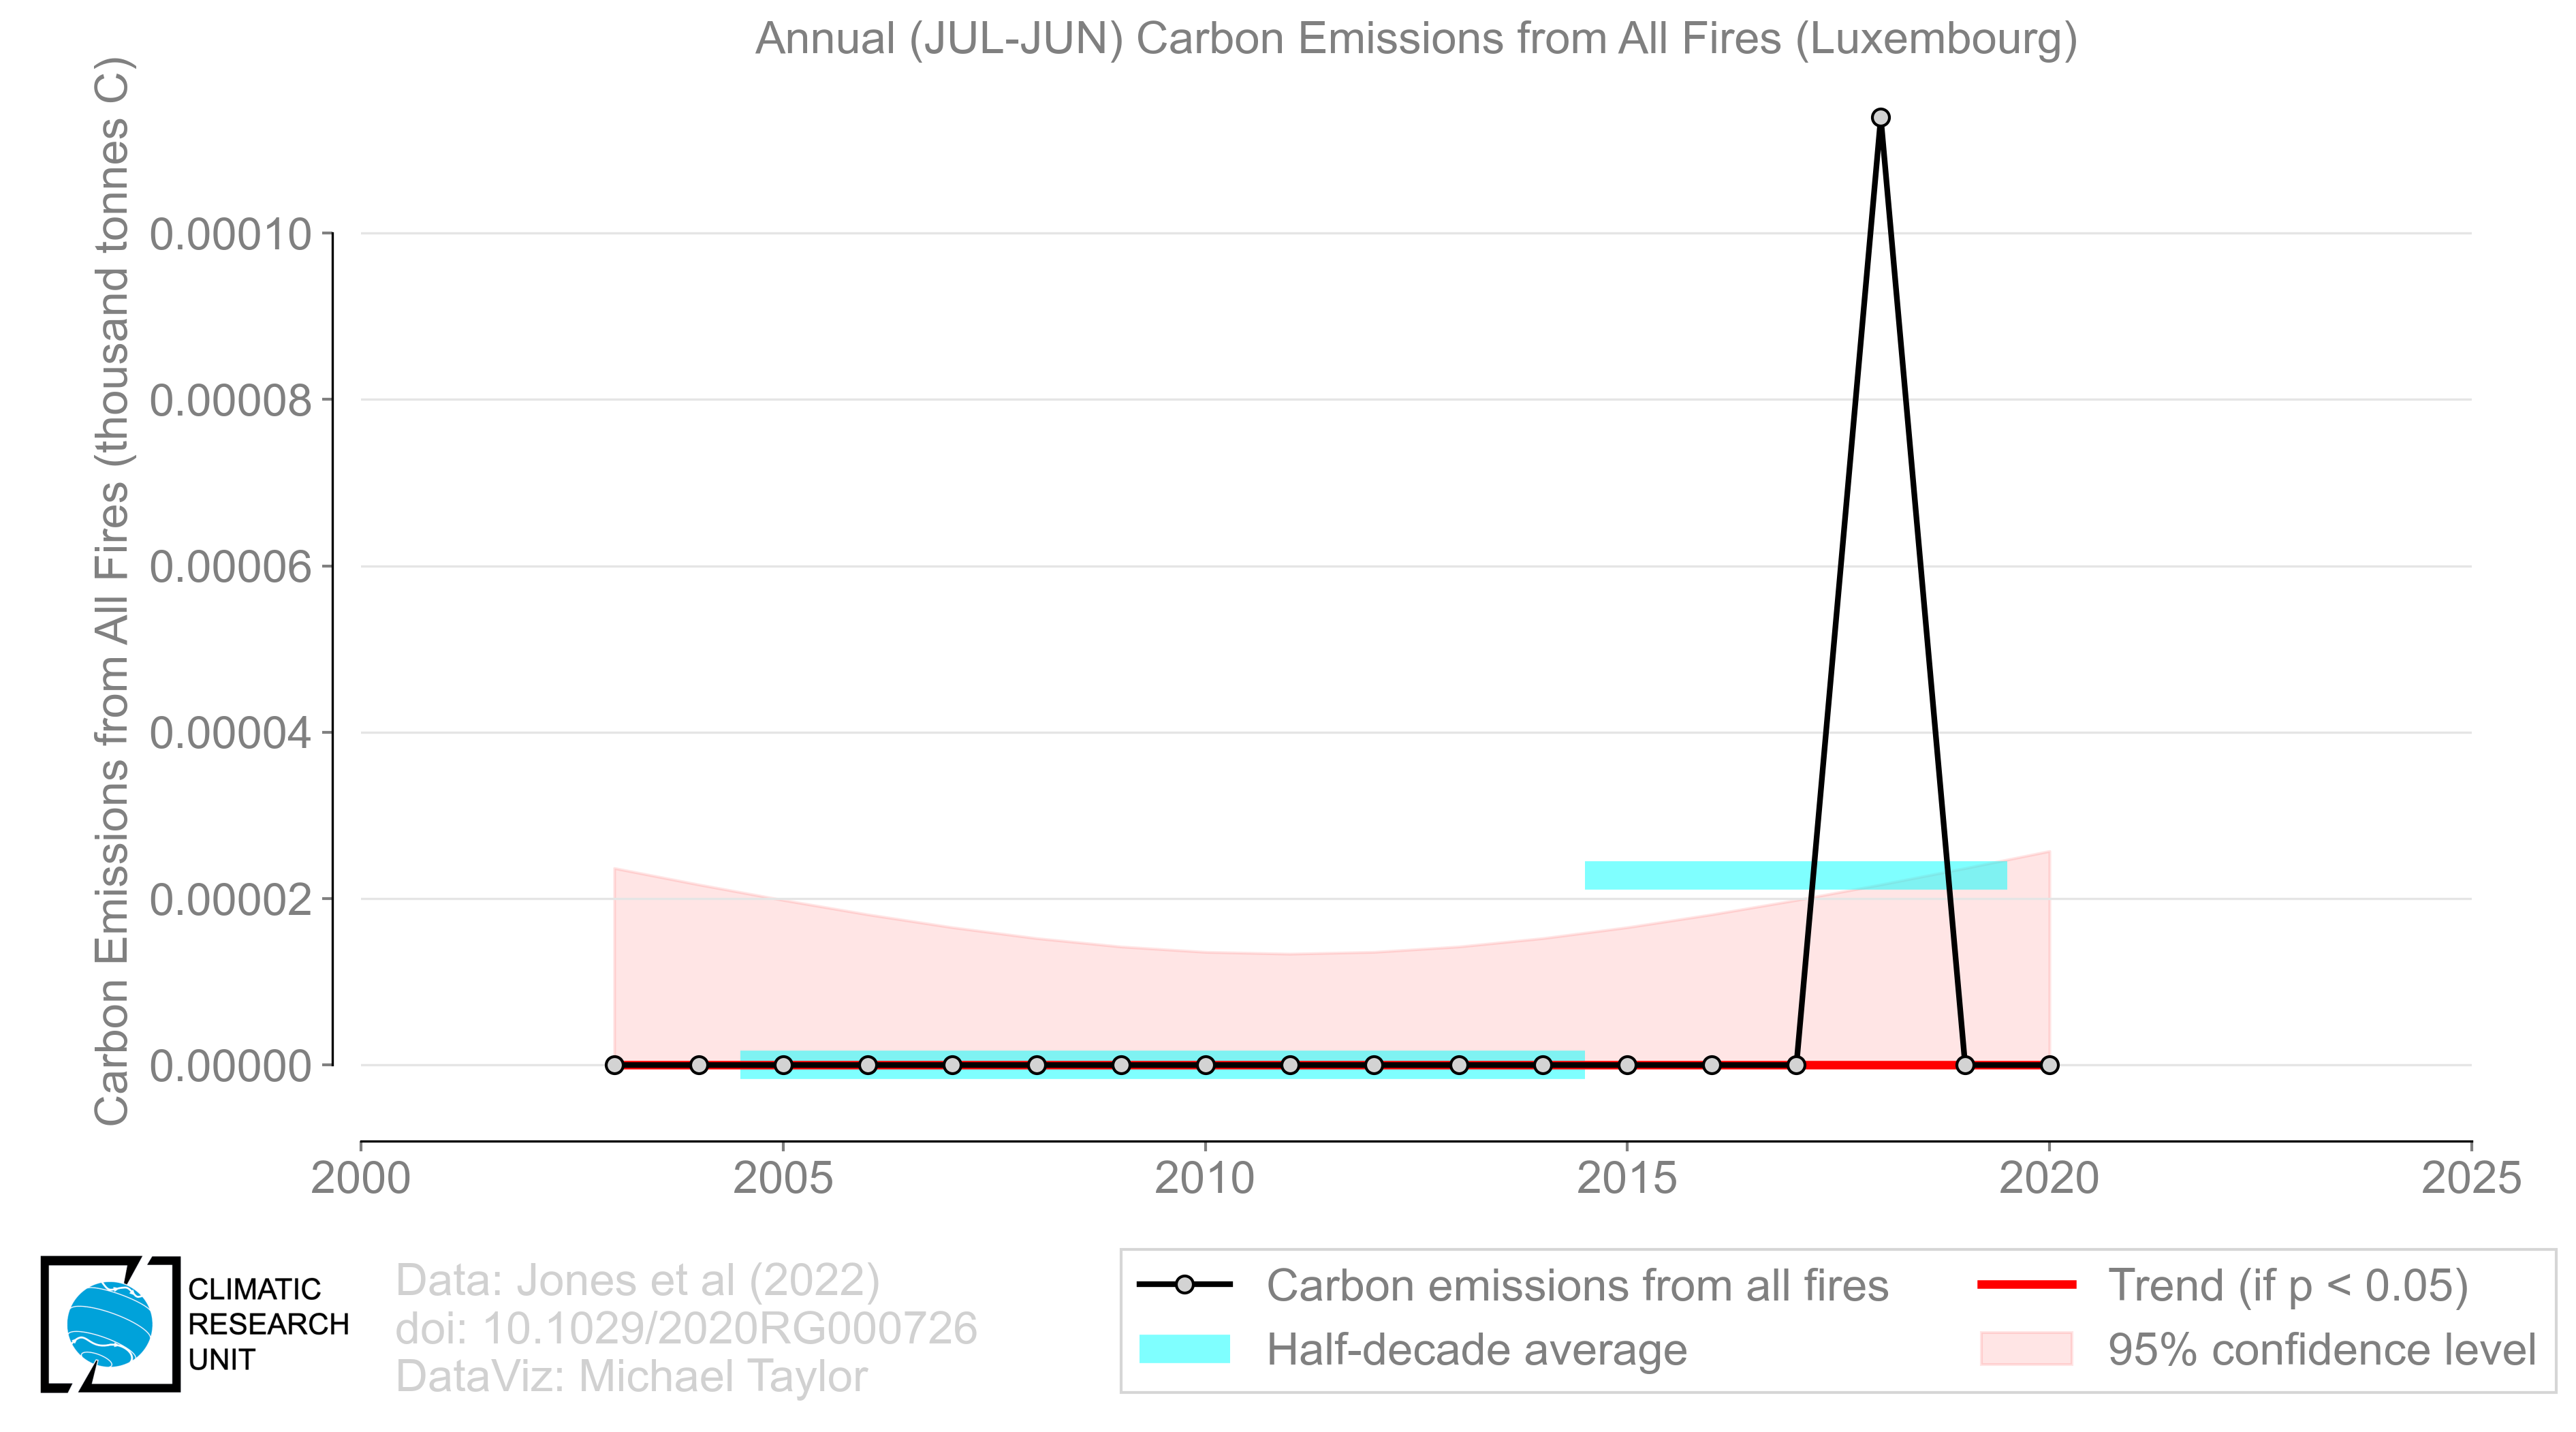 Annual (JUL-JUN) Carbon Emissions from All Fires (Luxembourg)
Carbon Emissions from All Fires (thousand tonnes C)
0.00010
0.00008
0.00006
0.00004
0.00002
0.00000
2000 2005 2010 2015 2020 2025
CLIMATIC
RESEARCH
UNIT
Data: Jones et al (2022)
doi: 10.1029/2020RG000726
DataViz: Michael Taylor
Carbon emissions from all fires
Half-decade average
Trend (if p < 0.05)
95% confidence level